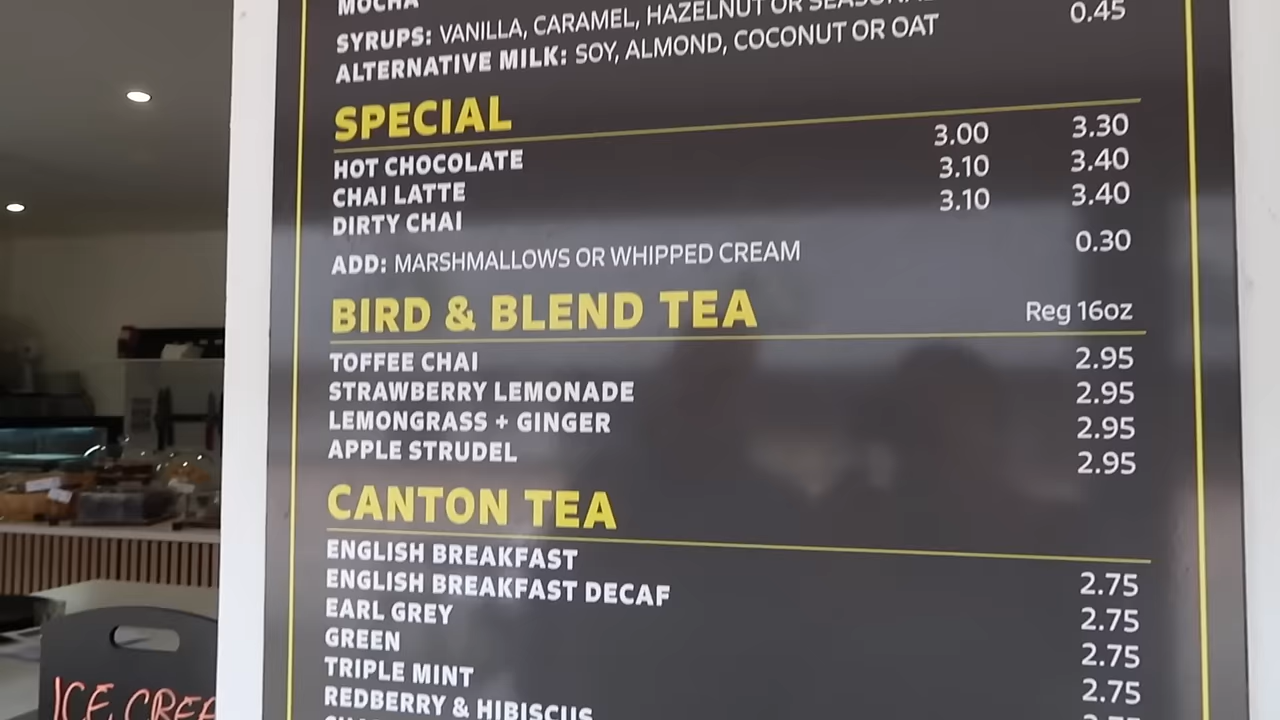 MOCHA
SYRUPS: VANILLA, CARAMEL, HAZELNUT OR
ALTERNATIVE MILK: SOY, ALMOND, COCONUT OR OAT 0.45
SPECIAL
HOT CHOCOLATE 3.00 3.30
CHAI LATTE 3.10 3.40
DIRTY CHAI 3.10 3.40
ADD: MARSHMALLOWS OR WHIPPED CREAM 0.30
BIRD & BLEND TEA Reg 16oz
TOFFEE CHAI 2.95
STRAWBERRY LEMONADE 2.95
LEMONGRASS + GINGER 2.95
APPLE STRUDEL 2.95
CANTON TEA
ENGLISH BREAKFAST 2.75
ENGLISH BREAKFAST DECAF 2.75
EARL GREY 2.75
GREEN 2.75
TRIPLE MINT
REDBERRY & HIBISCUS
ICE CREA